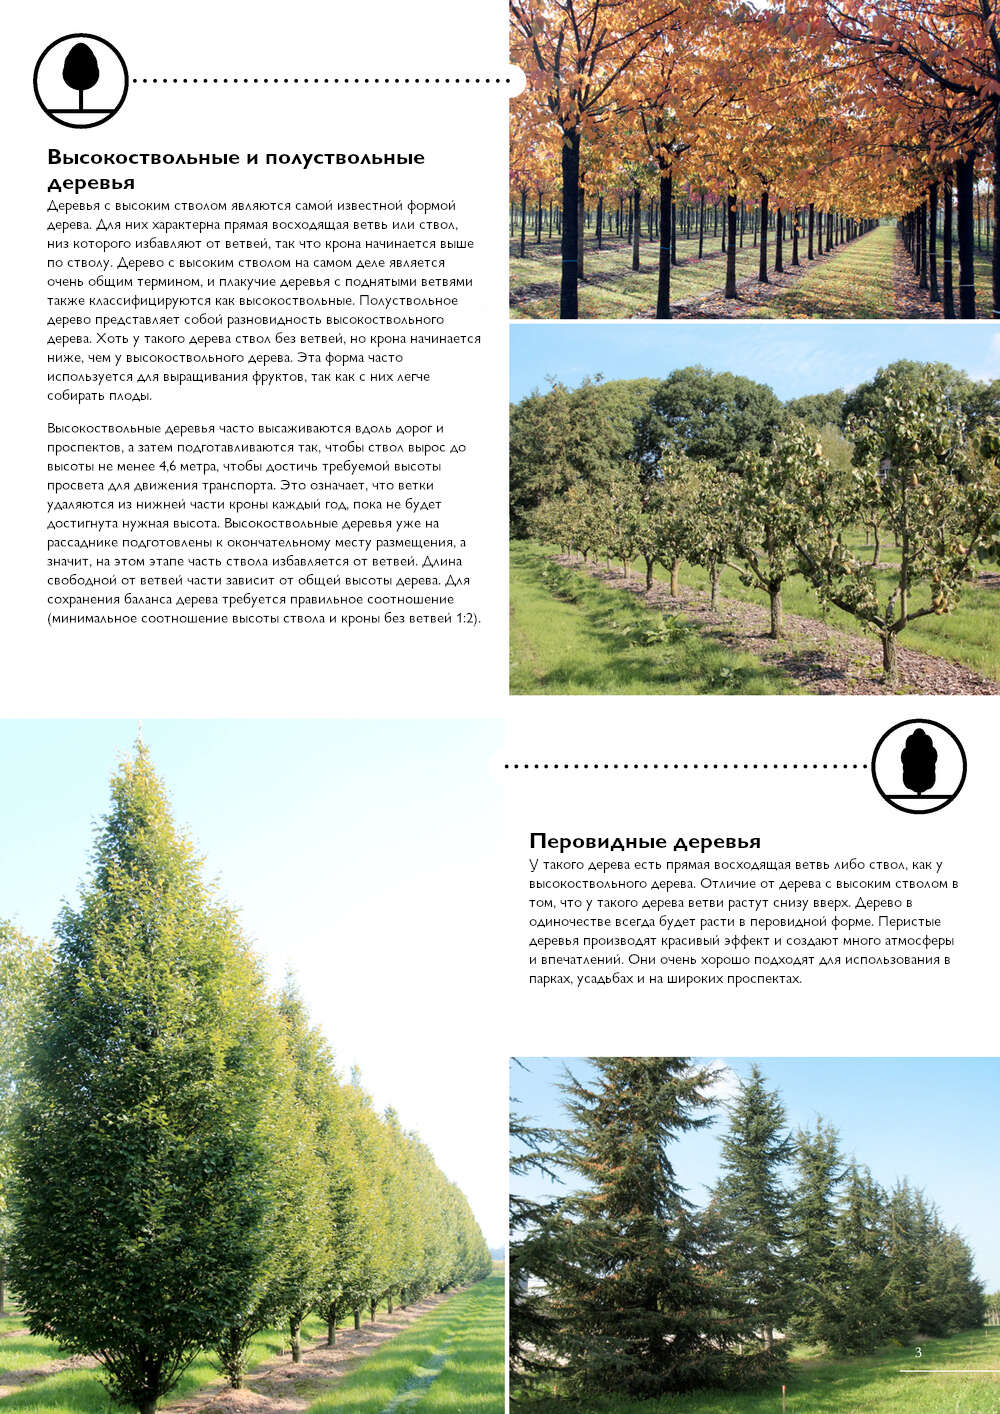 Высокоствольные и полуствольные
деревья
Деревья с высоким стволом являются самой известной формой
дерева. Для них характерна прямая восходящая ветвь или ствол,
низ которого избавляют от ветвей, так что крона начинается выше
по стволу. Дерево с высоким стволом на самом деле является
очень общим термином, и плакучие деревья с поднятыми ветвями
также классифицируются как высокоствольные. Полуствольное
дерево представляет собой разновидность высокоствольного
дерева. Хоть у такого дерева ствол без ветвей, но крона начинается
ниже, чем у высокоствольного дерева. Эта форма часто
используется для выращивания фруктов, так как с них легче
собирать плоды.
Высокоствольные деревья часто высаживаются вдоль дорог и
проспектов, а затем подготавливаются так, чтобы ствол вырос до
высоты не менее 4,6 метра, чтобы достичь требуемой высоты
просвета для движения транспорта. Это означает, что ветки
удаляются из нижней части кроны каждый год, пока не будет
достигнута нужная высота. Высокоствольные деревья уже на
рассаднике подготовлены к окончательному месту размещения, а
значит, на этом этапе часть ствола избавляется от ветвей. Длина
свободной от ветвей части зависит от общей высоты дерева. Для
сохранения баланса дерева требуется правильное соотношение
(минимальное соотношение высоты ствола и кроны без ветвей 1:2).
Перовидные деревья
У такого дерева есть прямая восходящая ветвь либо ствол, как у
высокоствольного дерева. Отличие от дерева с высоким стволом в
том, что у такого дерева ветви растут снизу вверх. Дерево в
одиночестве всегда будет расти в перовидной форме. Перистые
деревья производят красивый эффект и создают много атмосферы
и впечатлений. Они очень хорошо подходят для использования в
парках, усадьбах и на широких проспектах.
3